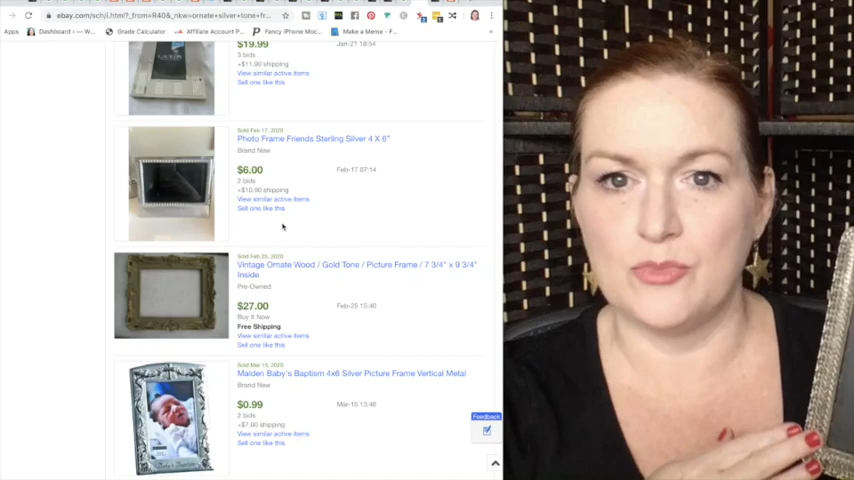 ebay.com/sch/i.html?_from=R40&_nkw=ornate+silver+tone+fr...
Apps
Dashboard ‹ — W...
Grade Calculator
Affiliate Account P...
Fancy iPhone Moc...
Make a Meme - F...
$19.99
Jan-21 18:54
3 bids
+$11.90 shipping
View similar active items
Sell one like this
Sold Feb 17, 2020
Photo Frame Friends Sterling Silver 4 X 6"
Brand New
$6.00
Feb-17 07:14
2 bids
+$10.90 shipping
View similar active items
Sell one like this
Sold Feb 25, 2020
Vintage Ornate Wood / Gold Tone / Picture Frame / 7 3/4" x 9 3/4"
Inside
Pre-Owned
$27.00
Feb-25 15:40
Buy It Now
Free Shipping
View similar active items
Sell one like this
Sold Mar 15, 2020
Malden Baby's Baptism 4x6 Silver Picture Frame Vertical Metal
Brand New
$0.99
Mar-15 13:46
2 bids
+$7.00 shipping
View similar active items
Sell one like this
Feedback